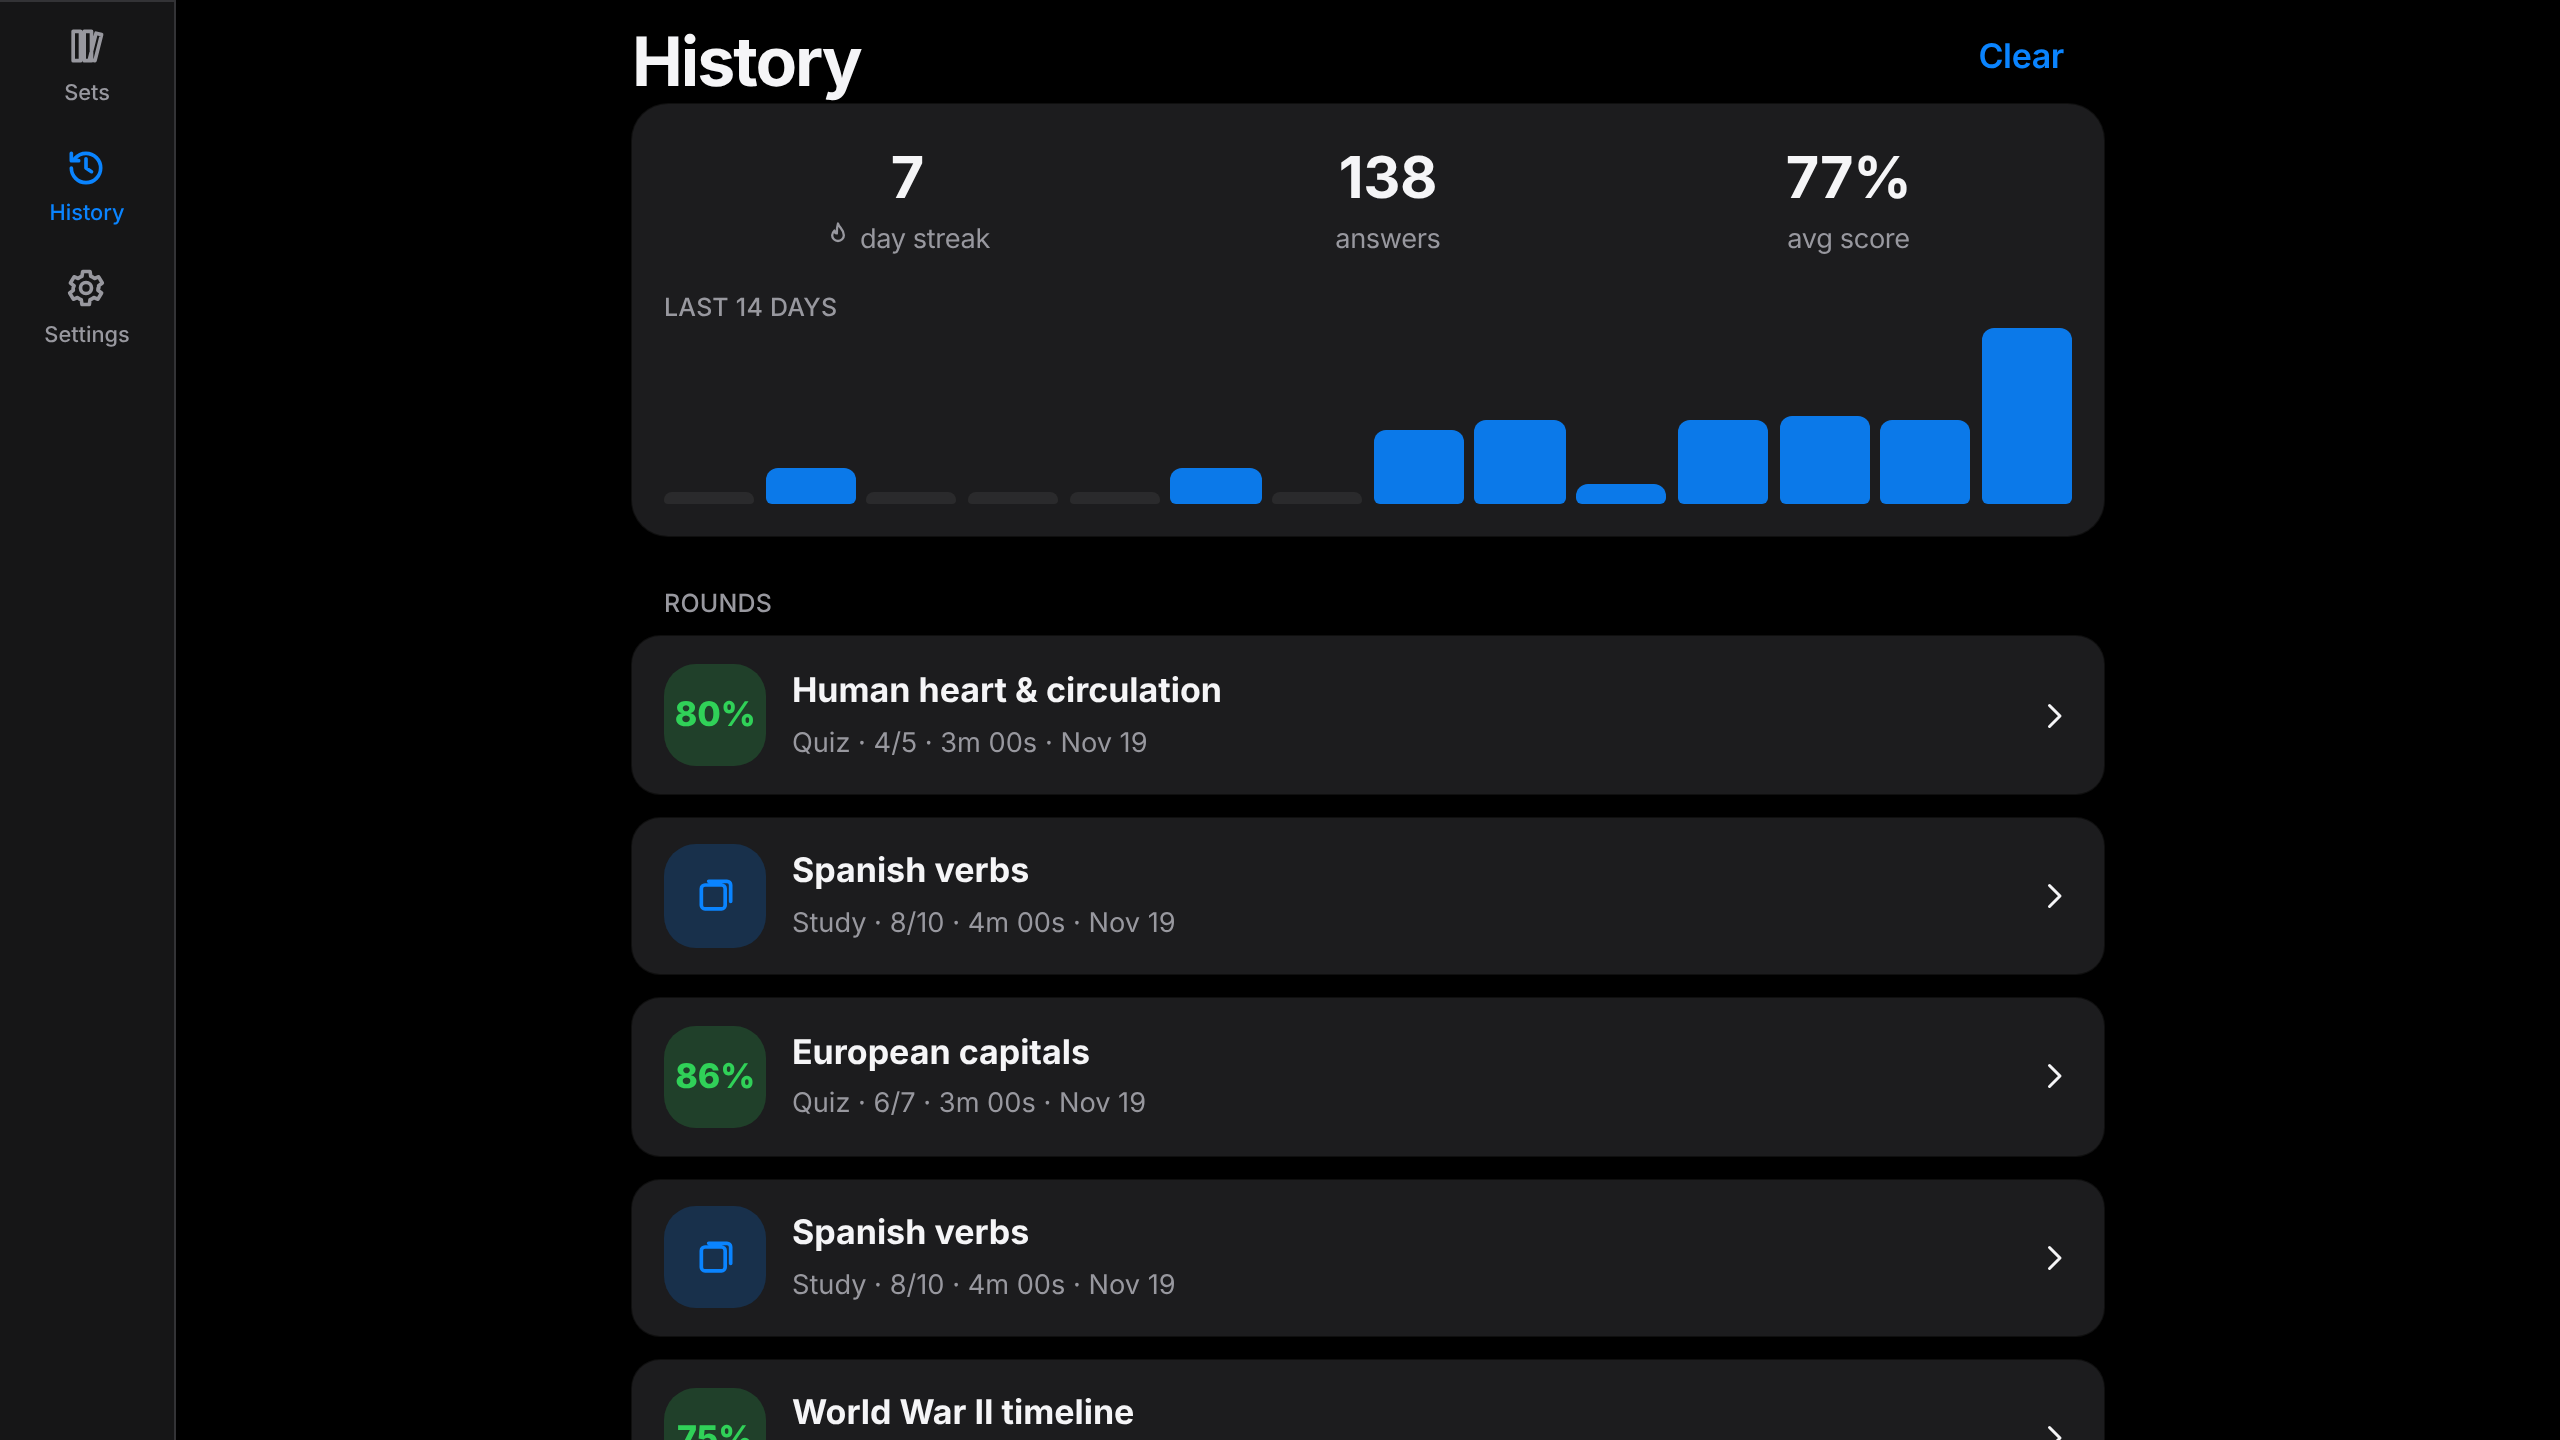 Sets
History
Settings
History
Clear
7
day streak
138
answers
77%
avg score
LAST 14 DAYS
ROUNDS
80%
Human heart & circulation
Quiz · 4/5 · 3m 00s · Nov 19
Spanish verbs
Study · 8/10 · 4m 00s · Nov 19
86%
European capitals
Quiz · 6/7 · 3m 00s · Nov 19
Spanish verbs
Study · 8/10 · 4m 00s · Nov 19
75%
World War II timeline